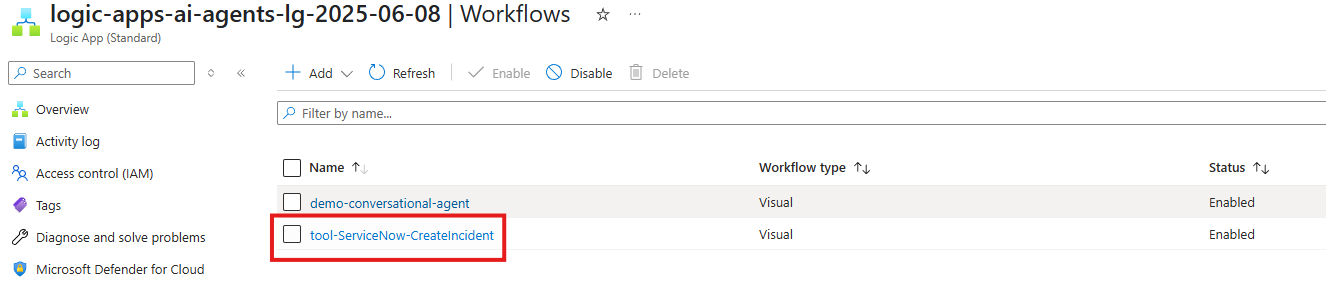 logic-apps-ai-agents-lg-2025-06-08 | Workflows
Logic App (Standard)
Search
Add Refresh Enable Disable Delete
Overview
Filter by name...
Activity log
Access control (IAM)
Name Workflow type Status
Tags
demo-conversational-agent Visual Enabled
Diagnose and solve problems
tool-ServiceNow-CreateIncident Visual Enabled
Microsoft Defender for Cloud